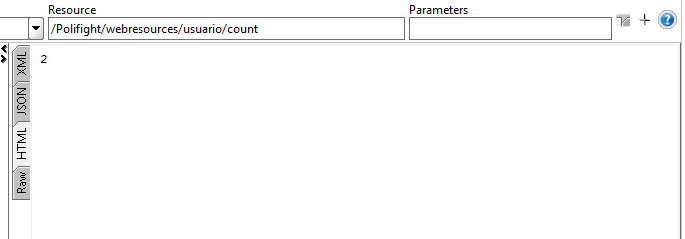 Resource
Parameters
/Polifight/webresources/usuario/count
XML
JSON
HTML
Raw
2